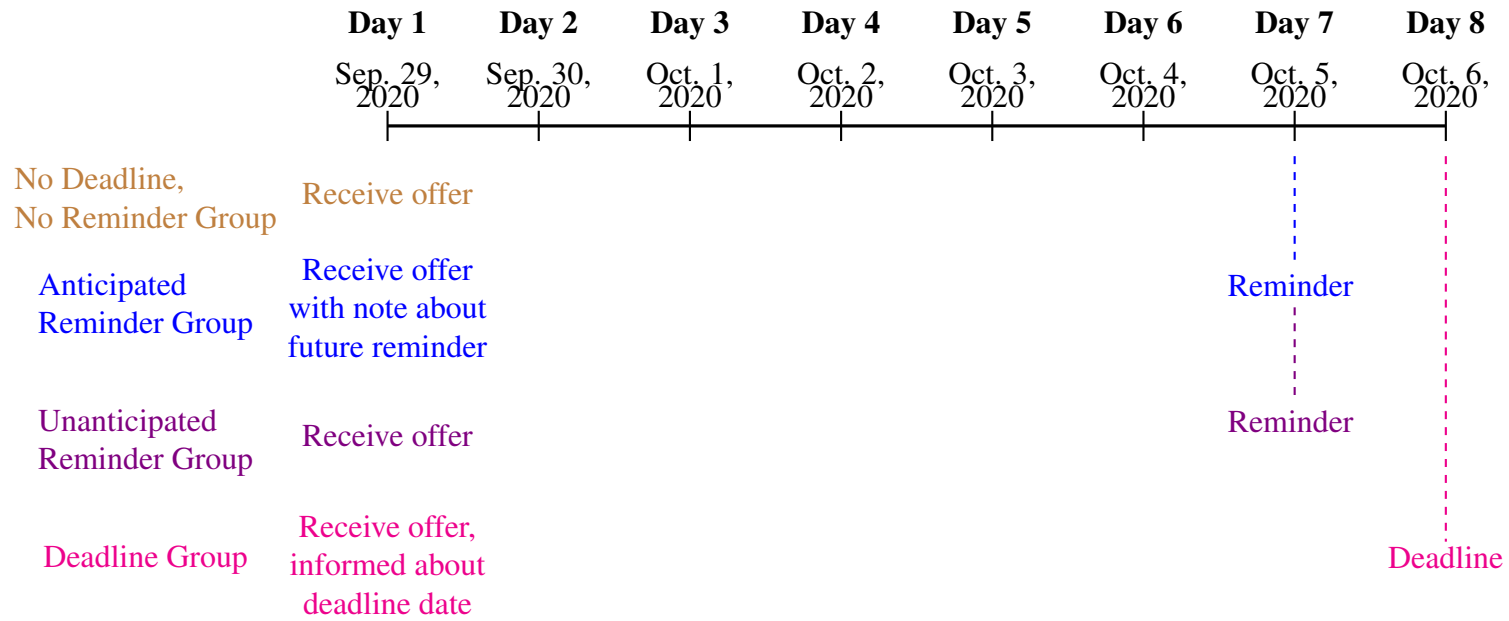 Day 1 Day 2 Day 3 Day 4 Day 5 Day 6 Day 7 Day 8
Sep. 29, Sep. 30, Oct. 1, Oct. 2, Oct. 3, Oct. 4, Oct. 5, Oct. 6,
2020 2020 2020 2020 2020 2020 2020 2020
No Deadline,
No Reminder Group
Receive offer
Anticipated
Reminder Group
Receive offer
with note about
future reminder
Reminder
Unanticipated
Reminder Group
Receive offer
Reminder
Deadline Group
Receive offer,
informed about
deadline date
Deadline